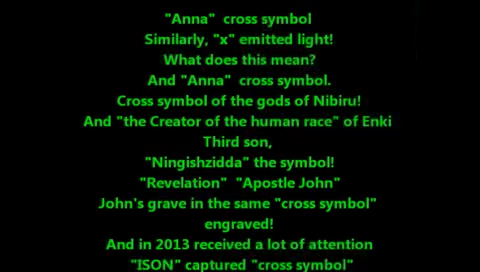 "Anna"  cross symbol
Similarly, "x" emitted light!
What does this mean?
And "Anna"  cross symbol.
Cross symbol of the gods of Nibiru!
And "the Creator of the human race" of Enki
Third son,
"Ningishzidda" the symbol!
"Revelation"  "Apostle John"
John's grave in the same "cross symbol"
engraved!
And in 2013 received a lot of attention
"ISON" captured "cross symbol"